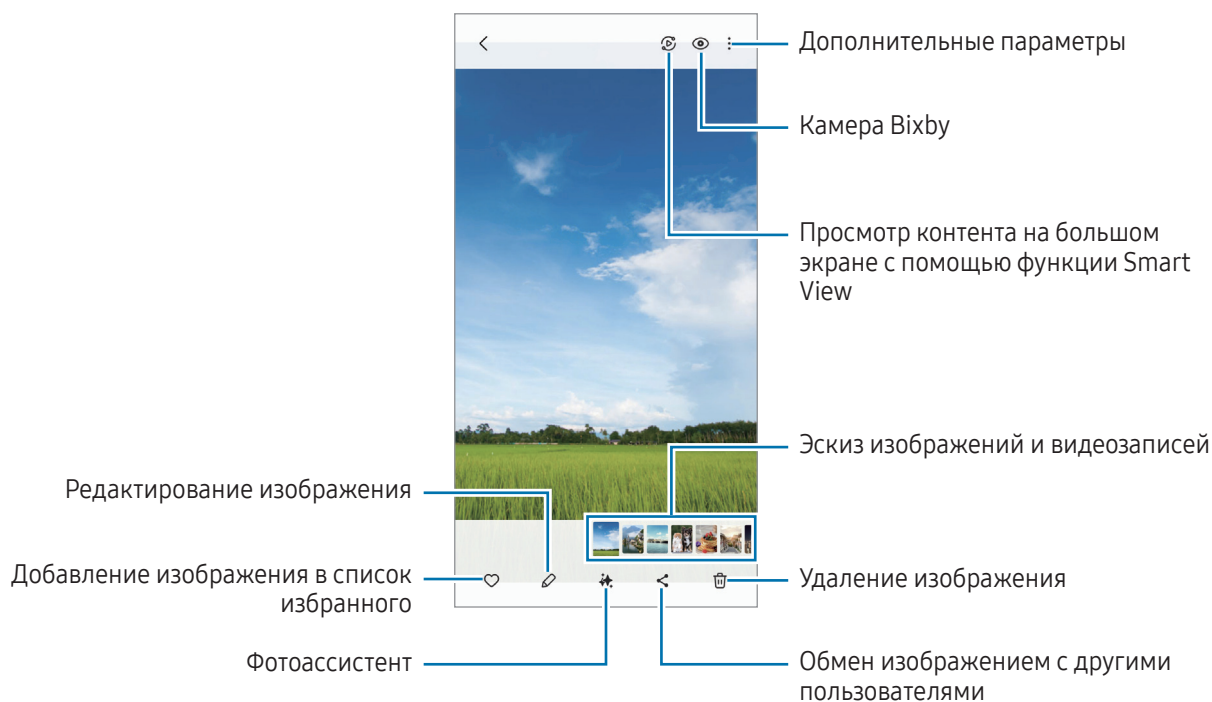 Дополнительные параметры
Камера Bixby
Просмотр контента на большом
экране с помощью функции Smart
View
Эскиз изображений и видеозаписей
Редактирование изображения
Добавление изображения в список
избранного
Удаление изображения
Фотоассистент
Обмен изображением с другими
пользователями